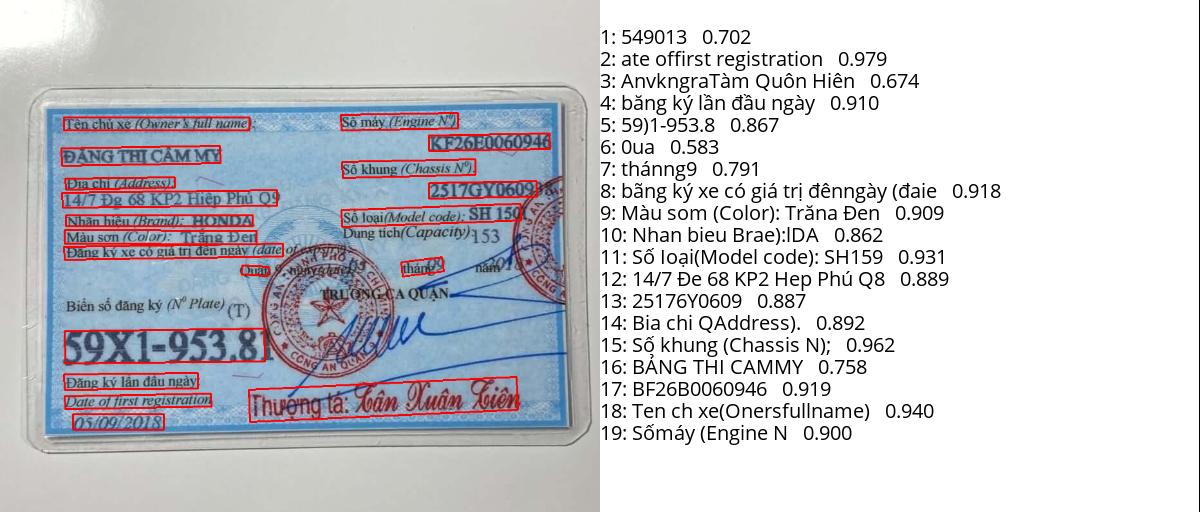 Tên chủ xe (Owner's full name):
ĐẶNG THỊ CẨM MY
Địa chỉ (Address):
14/7 Đg 68 KP2 Hiệp Phú Q9
Nhãn hiệu (Brand): HONDA
Màu sơn (Color): Trắng Đen
Đăng ký xe có giá trị đến ngày (date of expiry)
Số máy (Engine N°):
KF26E0060946
Số khung (Chassis N°):
2517GY0609
Số loại (Model code): SH 150
Dung tích (Capacity): 153
Quận 9, ngày (date) 05 tháng 09 năm 2018
TRƯỞNG CA QUẬN
Biển số đăng ký (N° Plate) (T)
59X1-953.81
Đăng ký lần đầu ngày
Date of first registration
05/09/2018
Thượng tá: Trần Xuân Tiên
1: 549013 0.702
2: ate offirst registration 0.979
3: AnvkngraTàm Quôn Hiên 0.674
4: băng ký lần đầu ngày 0.910
5: 59)1-953.8 0.867
6: 0ua 0.583
7: thánng9 0.791
8: bãng ký xe có giá trị đênngày (đaie 0.918
9: Màu som (Color): Trăna Đen 0.909
10: Nhan bieu Brae):lDA 0.862
11: Số loại(Model code): SH159 0.931
12: 14/7 Đe 68 KP2 Hep Phú Q8 0.889
13: 25176Y0609 0.887
14: Bia chi QAddress). 0.892
15: Số khung (Chassis N); 0.962
16: BẢNG THI CAMMY 0.758
17: BF26B0060946 0.919
18: Ten ch xe(Onersfullname) 0.940
19: Sốmáy (Engine N 0.900